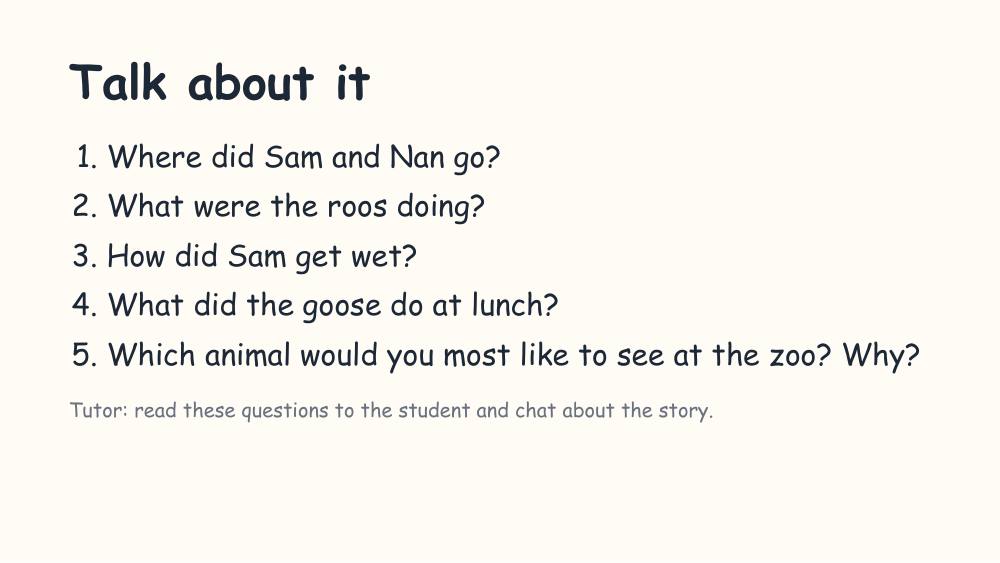 Talk about it
1. Where did Sam and Nan go?
2. What were the roos doing?
3. How did Sam get wet?
4. What did the goose do at lunch?
5. Which animal would you most like to see at the zoo? Why?
Tutor: read these questions to the student and chat about the story.